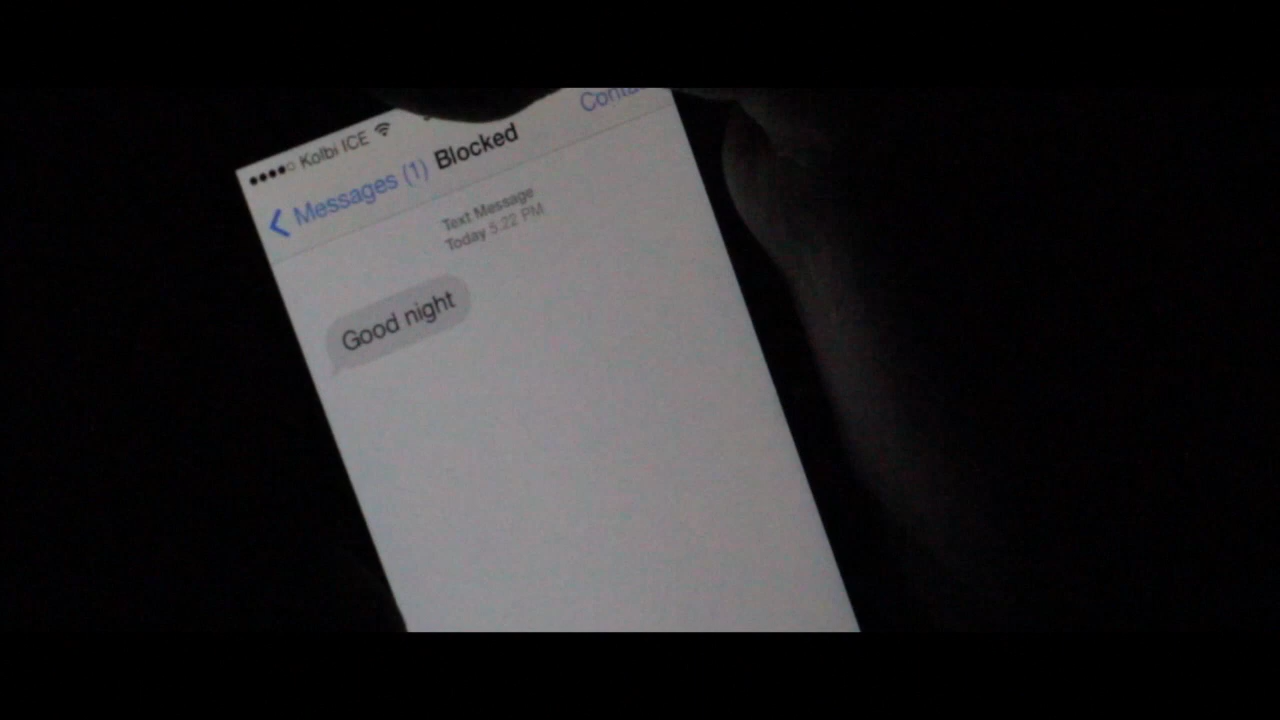 Kolbi ICE
Messages (1) Blocked
Text Message
Today 5:22 PM
Good night